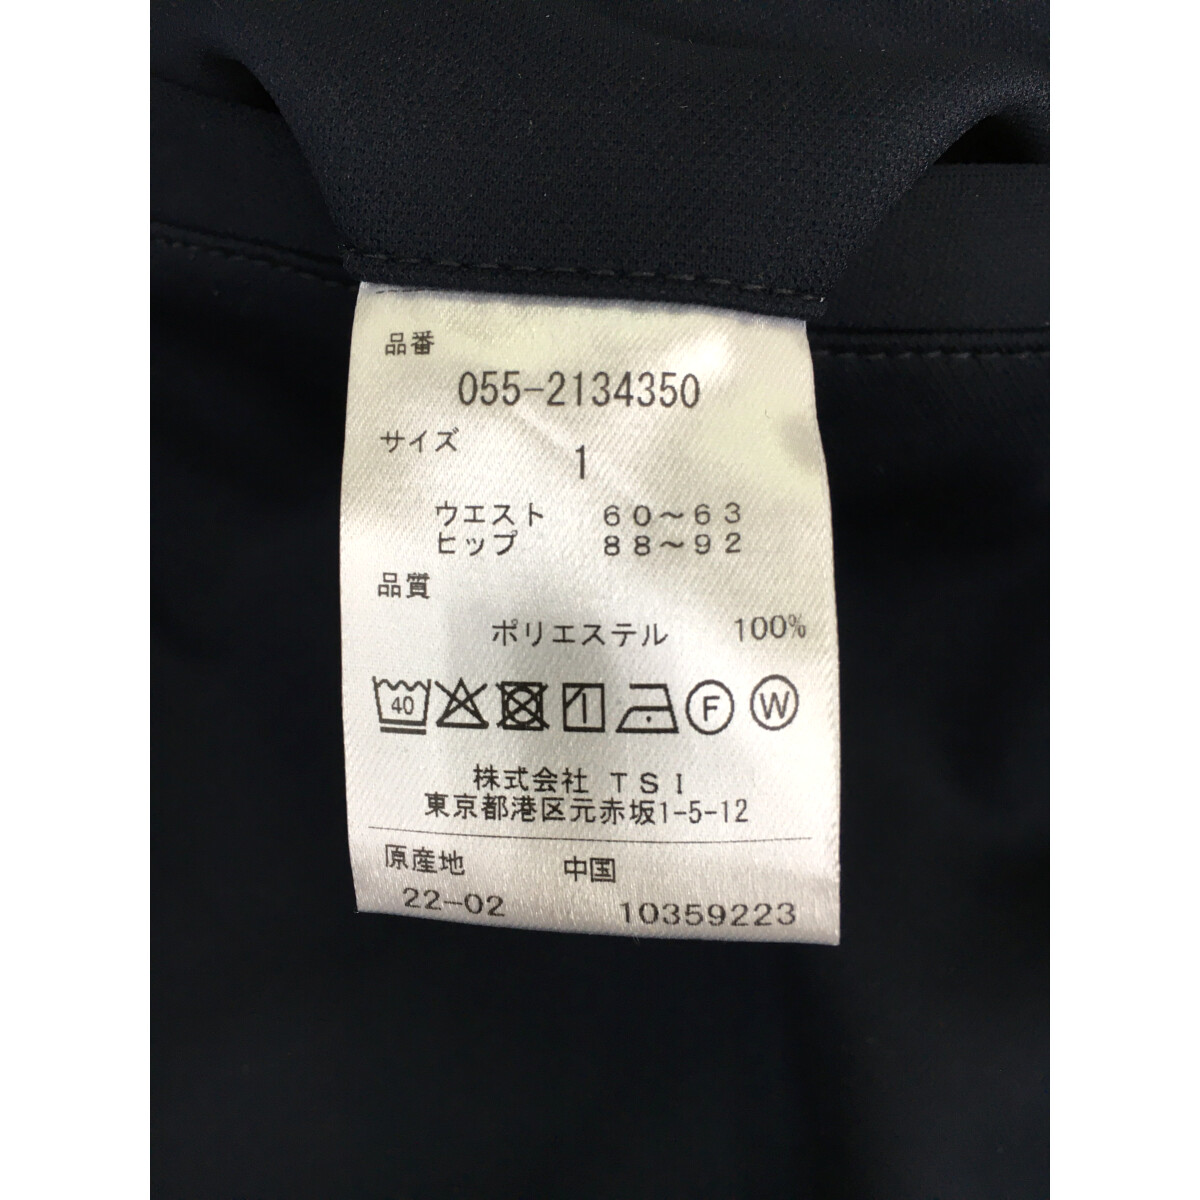 品番
055-2134350
サイズ
1
ウエスト 60～63
ヒップ 88～92
品質
ポリエステル 100%
40 F W
株式会社 TSI
東京都港区元赤坂1-5-12
原産地 中国
22-02 10359223